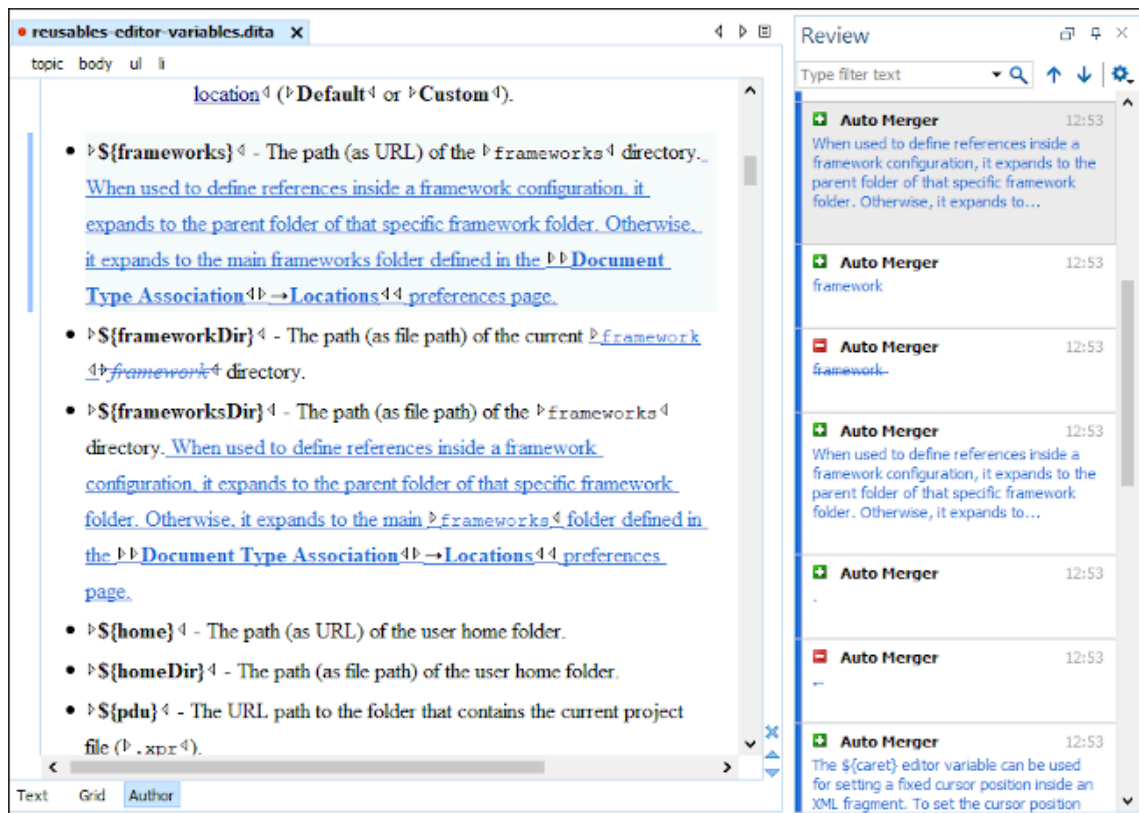 reusables-editor-variables.dita X
topic body ul li
location (Default or Custom).
• ${frameworks} - The path (as URL) of the frameworks directory.
When used to define references inside a framework configuration, it
expands to the parent folder of that specific framework folder. Otherwise,
it expands to the main frameworks folder defined in the Document
Type Association→Locations preferences page.
• ${frameworkDir} - The path (as file path) of the current framework
framework directory.
• ${frameworksDir} - The path (as file path) of the frameworks
directory. When used to define references inside a framework
configuration, it expands to the parent folder of that specific framework
folder. Otherwise, it expands to the main frameworks folder defined in
the Document Type Association→Locations preferences
page.
• ${home} - The path (as URL) of the user home folder.
• ${homeDir} - The path (as file path) of the user home folder.
• ${pdu} - The URL path to the folder that contains the current project
file (.xpr).
Text Grid Author
Review
Type filter text
Auto Merger 12:53
When used to define references inside a
framework configuration, it expands to the
parent folder of that specific framework
folder. Otherwise, it expands to...
Auto Merger 12:53
framework
Auto Merger 12:53
framework
Auto Merger 12:53
When used to define references inside a
framework configuration, it expands to the
parent folder of that specific framework
folder. Otherwise, it expands to...
Auto Merger 12:53
.
Auto Merger 12:53
Auto Merger 12:53
The ${caret} editor variable can be used
for setting a fixed cursor position inside an
XML fragment. To set the cursor position